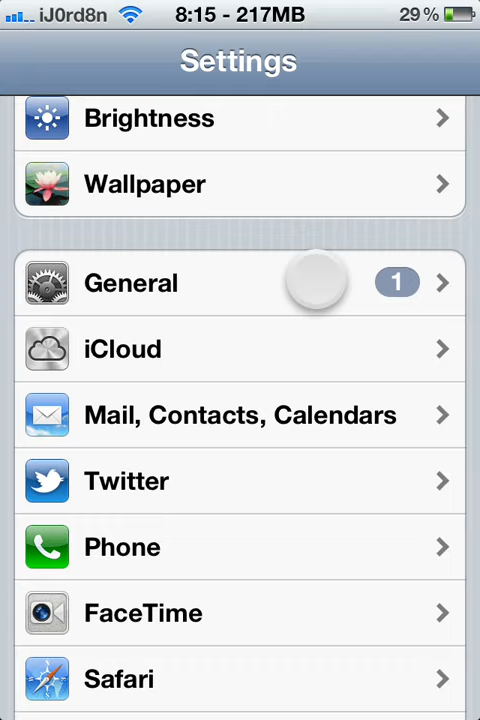 iJ0rd8n 8:15 - 217MB 29%
Settings
Brightness
Wallpaper
General 1
iCloud
Mail, Contacts, Calendars
Twitter
Phone
FaceTime
Safari